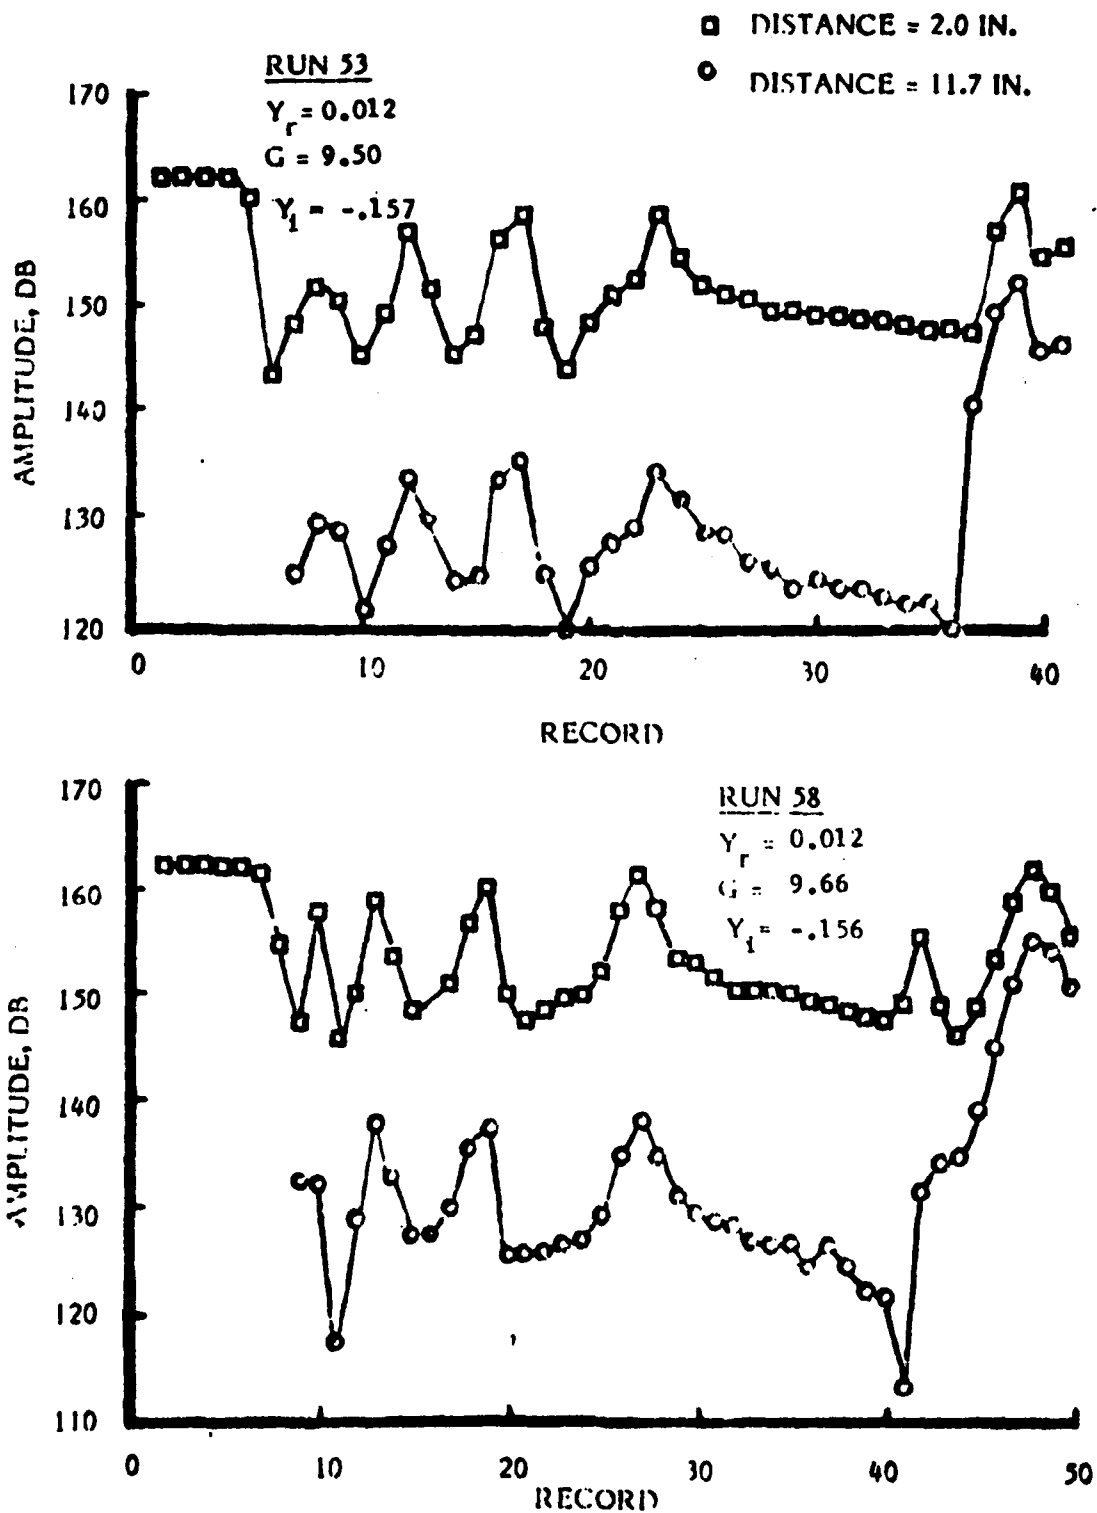 DISTANCE = 2.0 IN.
DISTANCE = 11.7 IN.
RUN 53
Yr = 0.012
G = 9.50
Yi = -.157
AMPLITUDE, DB
170
160
150
140
130
120
0 10 20 30 40
RECORD
RUN 58
Yr = 0.012
G = 9.66
Yi = -.156
AMPLITUDE, DB
170
160
150
140
130
120
110
0 10 20 30 40 50
RECORD